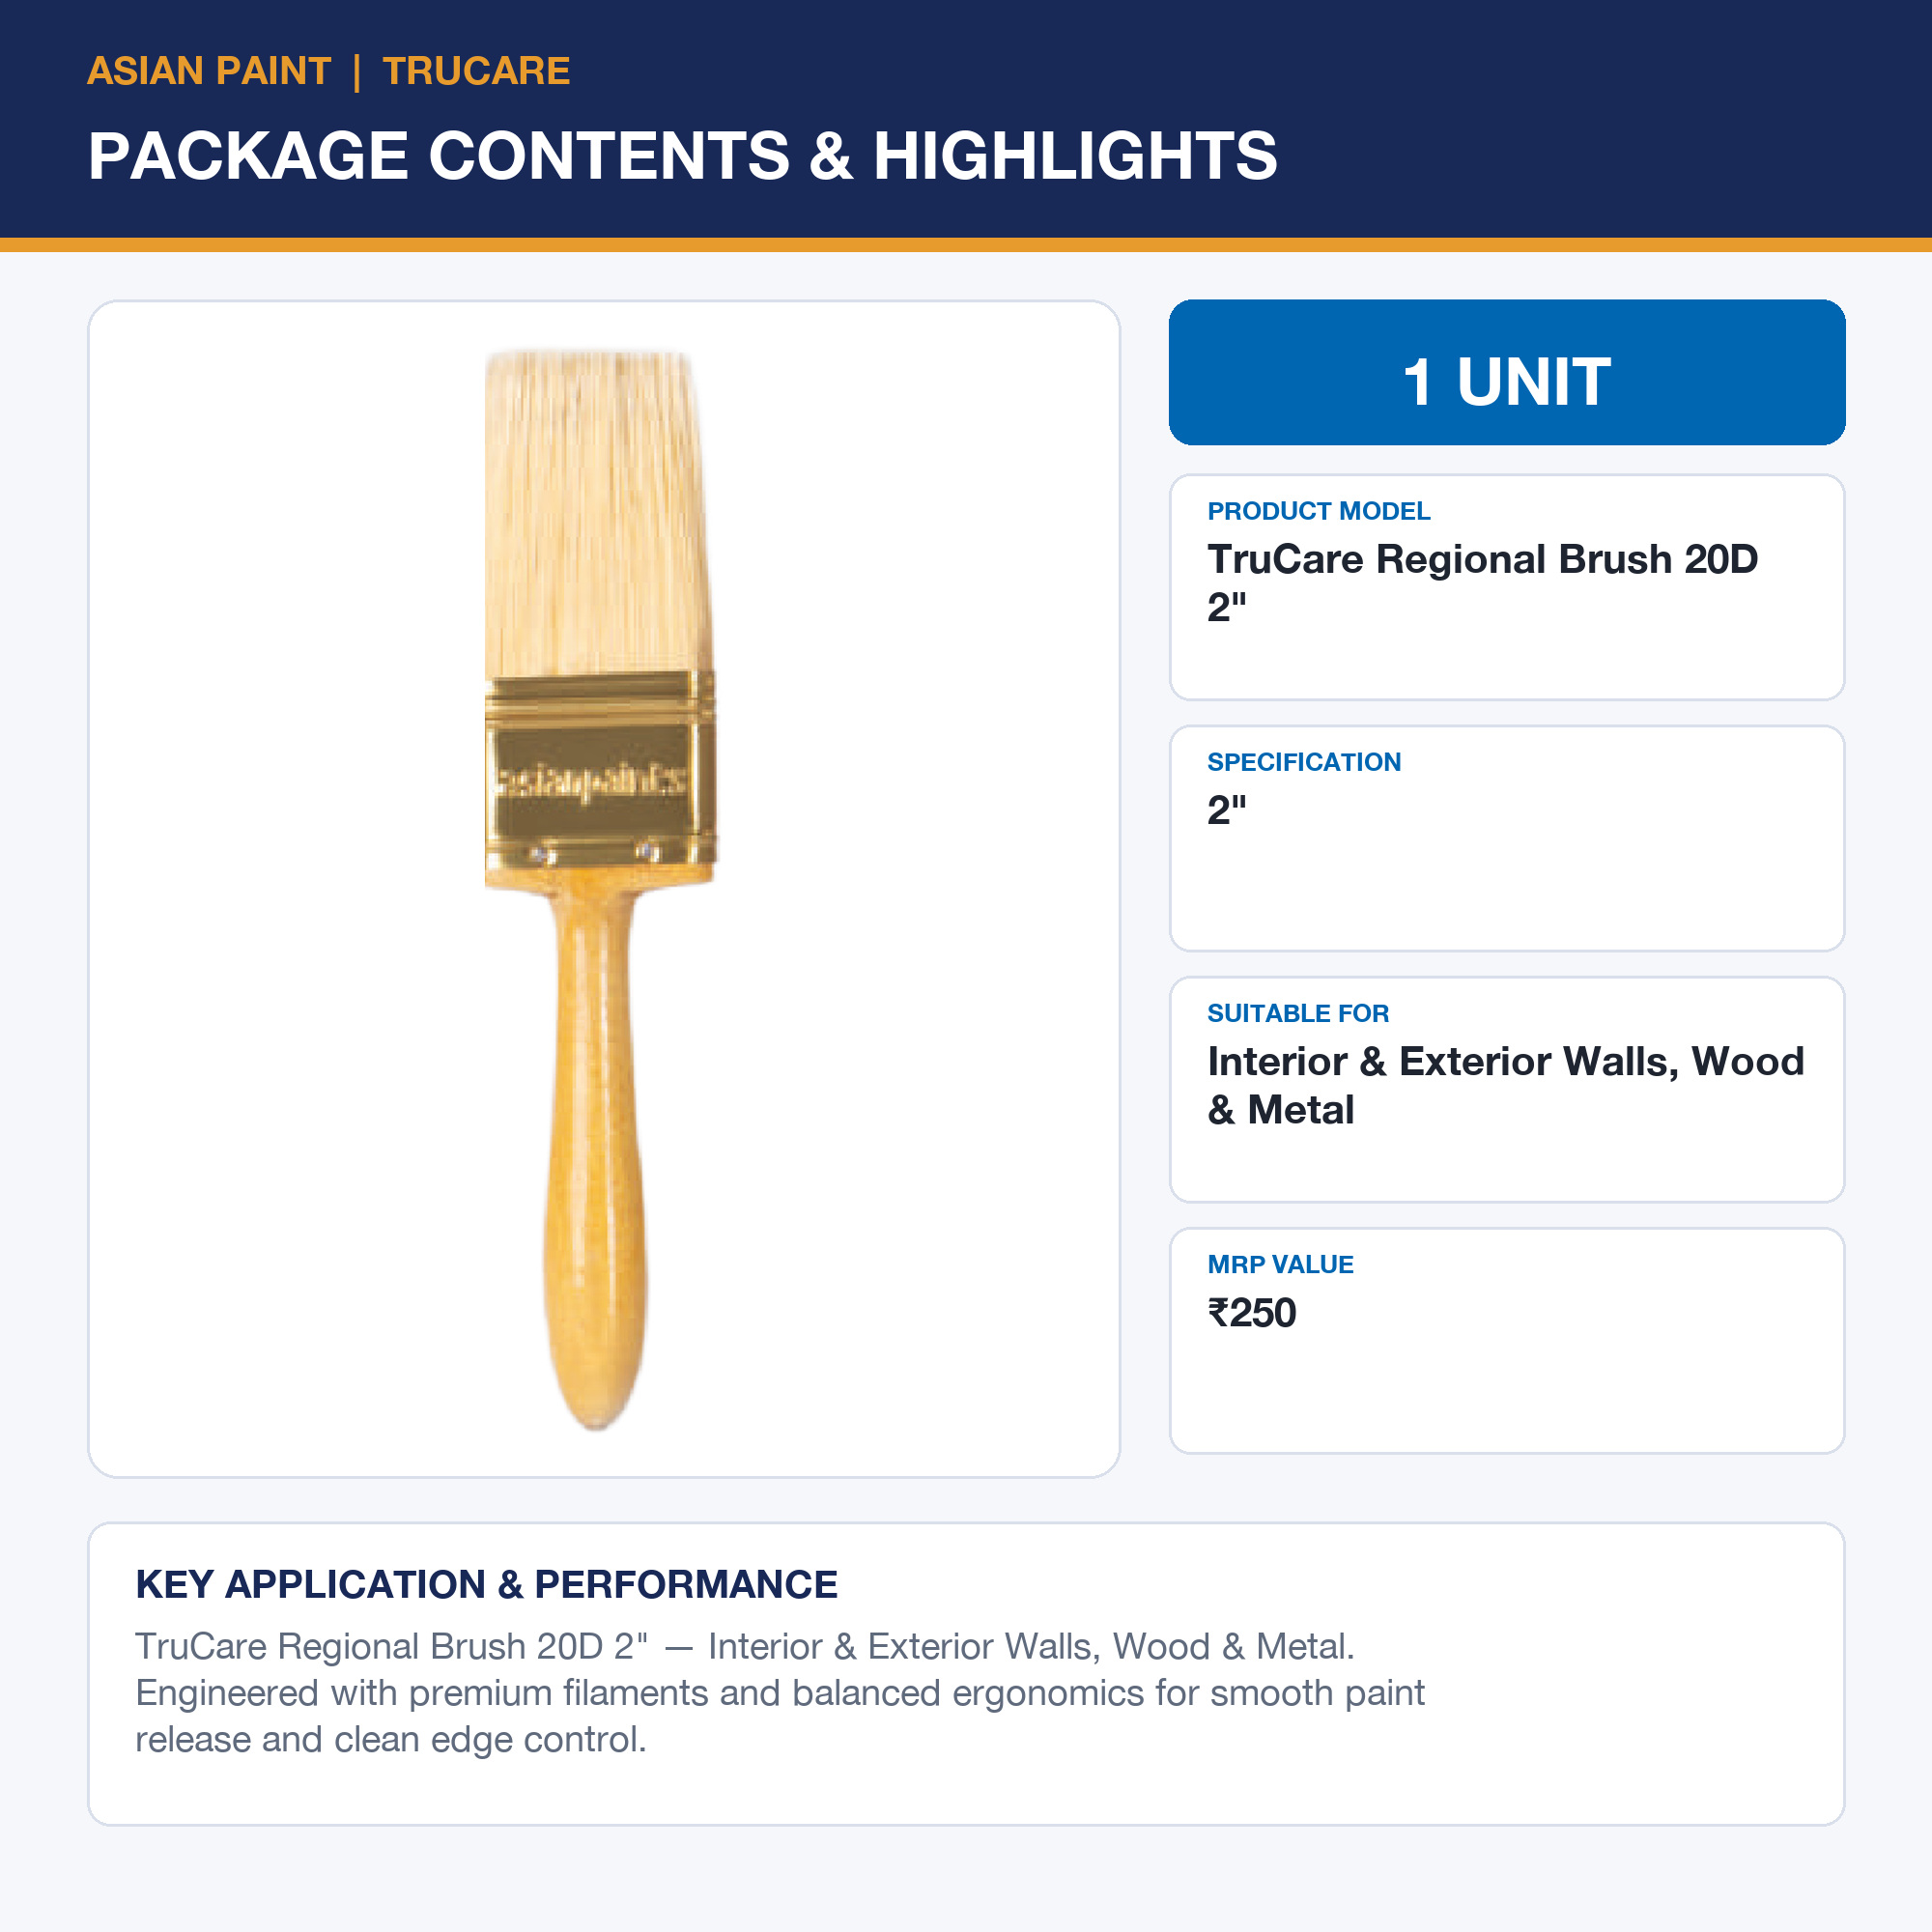 ASIAN PAINT | TRUCARE
PACKAGE CONTENTS & HIGHLIGHTS
asianpaints
1 UNIT
PRODUCT MODEL
TruCare Regional Brush 20D
2"
SPECIFICATION
2"
SUITABLE FOR
Interior & Exterior Walls, Wood
& Metal
MRP VALUE
₹250
KEY APPLICATION & PERFORMANCE
TruCare Regional Brush 20D 2" — Interior & Exterior Walls, Wood & Metal.
Engineered with premium filaments and balanced ergonomics for smooth paint
release and clean edge control.